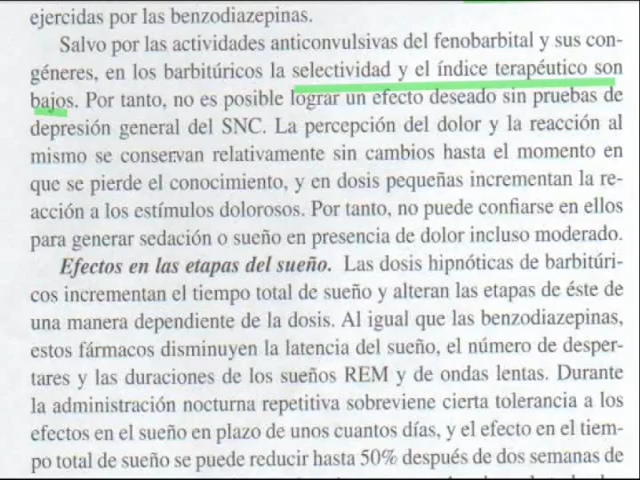 ejercidas por las benzodiazepinas.
Salvo por las actividades anticonvulsivas del fenobarbital y sus con-
géneres, en los barbitúricos la selectividad y el índice terapéutico son
bajos. Por tanto, no es posible lograr un efecto deseado sin pruebas de
depresión general del SNC. La percepción del dolor y la reacción al
mismo se conservan relativamente sin cambios hasta el momento en
que se pierde el conocimiento, y en dosis pequeñas incrementan la re-
acción a los estímulos dolorosos. Por tanto, no puede confiarse en ellos
para generar sedación o sueño en presencia de dolor incluso moderado.
Efectos en las etapas del sueño. Las dosis hipnóticas de barbitúri-
cos incrementan el tiempo total de sueño y alteran las etapas de éste de
una manera dependiente de la dosis. Al igual que las benzodiazepinas,
estos fármacos disminuyen la latencia del sueño, el número de desper-
tares y las duraciones de los sueños REM y de ondas lentas. Durante
la administración nocturna repetitiva sobreviene cierta tolerancia a los
efectos en el sueño en plazo de unos cuantos días, y el efecto en el tiem-
po total de sueño se puede reducir hasta 50% después de dos semanas de